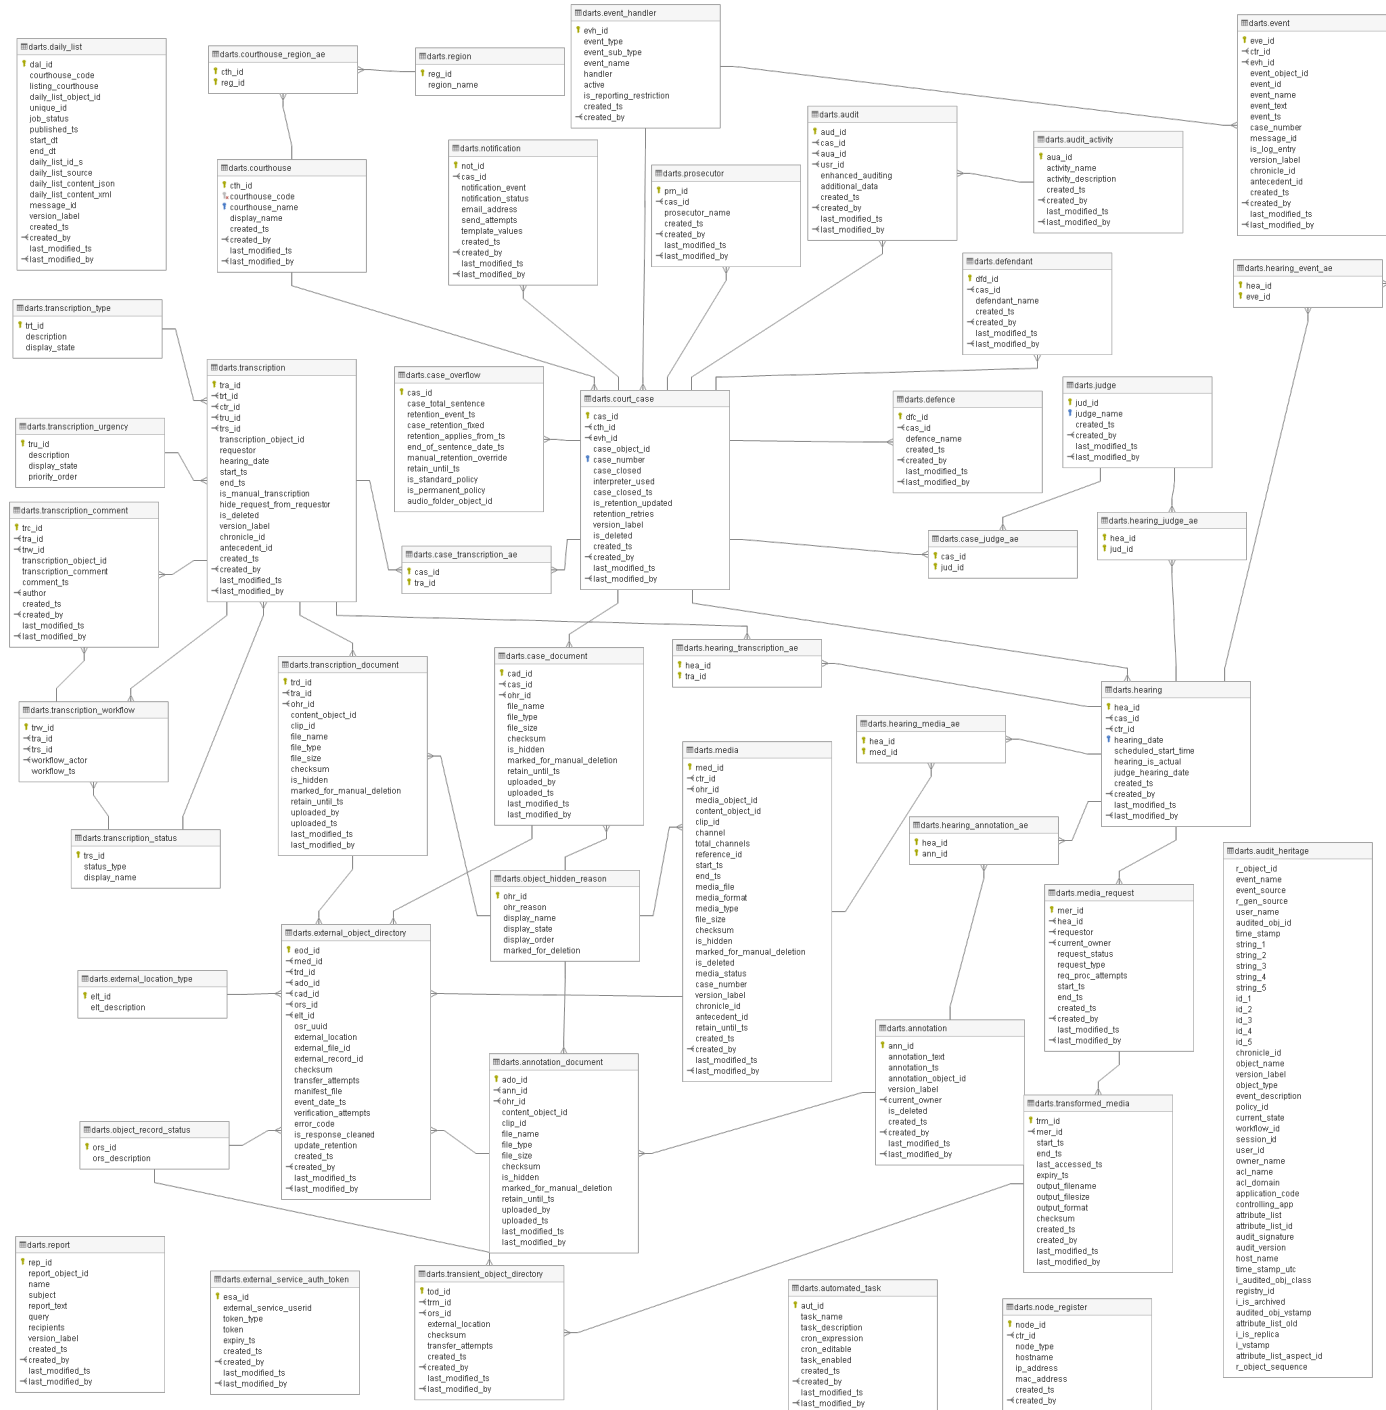 darts.daily_list
dal_id
courthouse_code
listing_courthouse
daily_list_object_id
unique_id
job_status
published_ts
start_dt
end_dt
daily_list_id_s
daily_list_source
daily_list_content_json
daily_list_content_xml
message_id
version_label
created_ts
created_by
last_modified_ts
last_modified_by
darts.courthouse_region_ae
cth_id
reg_id
darts.region
reg_id
region_name
darts.event_handler
evh_id
event_type
event_sub_type
event_name
handler
active
is_reporting_restriction
created_ts
created_by
darts.event
eve_id
ctr_id
evh_id
event_object_id
event_id
event_name
event_text
event_ts
case_number
message_id
is_log_entry
version_label
chronicle_id
antecedent_id
created_ts
created_by
last_modified_ts
last_modified_by
darts.courthouse
cth_id
courthouse_code
courthouse_name
display_name
created_ts
created_by
last_modified_ts
last_modified_by
darts.notification
not_id
cas_id
notification_event
notification_status
email_address
send_attempts
template_values
created_ts
created_by
last_modified_ts
last_modified_by
darts.prosecutor
prn_id
cas_id
prosecutor_name
created_ts
created_by
last_modified_ts
last_modified_by
darts.audit
aud_id
cas_id
aua_id
usr_id
enhanced_auditing
additional_data
created_ts
created_by
last_modified_ts
last_modified_by
darts.audit_activity
aua_id
activity_name
activity_description
created_ts
created_by
last_modified_ts
last_modified_by
darts.defendant
dfd_id
cas_id
defendant_name
created_ts
created_by
last_modified_ts
last_modified_by
darts.hearing_event_ae
hea_id
eve_id
darts.transcription_type
trt_id
description
display_state
darts.transcription
tra_id
trt_id
ctr_id
tru_id
trs_id
transcription_object_id
requestor
hearing_date
start_ts
end_ts
is_manual_transcription
hide_request_from_requestor
is_deleted
version_label
chronicle_id
antecedent_id
created_ts
created_by
last_modified_ts
last_modified_by
darts.case_overflow
cas_id
case_total_sentence
retention_event_ts
case_retention_fixed
retention_applies_from_ts
end_of_sentence_date_ts
manual_retention_override
retain_until_ts
is_standard_policy
is_permanent_policy
audio_folder_object_id
darts.court_case
cas_id
cth_id
evh_id
case_object_id
case_number
case_closed
interpreter_used
case_closed_ts
is_retention_updated
retention_retries
version_label
is_deleted
created_ts
created_by
last_modified_ts
last_modified_by
darts.defence
dfc_id
cas_id
defence_name
created_ts
created_by
last_modified_ts
last_modified_by
darts.judge
jud_id
judge_name
created_ts
created_by
last_modified_ts
last_modified_by
darts.transcription_urgency
tru_id
description
display_state
priority_order
darts.transcription_comment
trc_id
tra_id
trw_id
transcription_object_id
transcription_comment
comment_ts
author
created_ts
created_by
last_modified_ts
last_modified_by
darts.case_transcription_ae
cas_id
tra_id
darts.case_judge_ae
cas_id
jud_id
darts.hearing_judge_ae
hea_id
jud_id
darts.transcription_document
trd_id
tra_id
ohr_id
content_object_id
clip_id
file_name
file_type
file_size
checksum
is_hidden
marked_for_manual_deletion
retain_until_ts
uploaded_by
uploaded_ts
last_modified_ts
last_modified_by
darts.case_document
cad_id
cas_id
ohr_id
file_name
file_type
file_size
checksum
is_hidden
marked_for_manual_deletion
retain_until_ts
uploaded_by
uploaded_ts
last_modified_ts
last_modified_by
darts.hearing_transcription_ae
hea_id
tra_id
darts.hearing
hea_id
cas_id
ctr_id
hearing_date
scheduled_start_time
hearing_is_actual
judge_hearing_date
created_ts
created_by
last_modified_ts
last_modified_by
darts.transcription_workflow
trw_id
tra_id
trs_id
workflow_actor
workflow_ts
darts.media
med_id
ctr_id
ohr_id
media_object_id
content_object_id
clip_id
channel
total_channels
reference_id
start_ts
end_ts
media_file
media_format
media_type
file_size
checksum
is_hidden
marked_for_manual_deletion
is_deleted
media_status
case_number
version_label
chronicle_id
antecedent_id
retain_until_ts
created_ts
created_by
last_modified_ts
last_modified_by
darts.hearing_media_ae
hea_id
med_id
darts.transcription_status
trs_id
status_type
display_name
darts.hearing_annotation_ae
hea_id
ann_id
darts.audit_heritage
r_object_id
event_name
event_source
r_gen_source
user_name
audited_obj_id
time_stamp
string_1
string_2
string_3
string_4
string_5
id_1
id_2
id_3
id_4
id_5
chronicle_id
object_name
version_label
object_type
event_description
policy_id
current_state
workflow_id
session_id
user_id
owner_name
acl_name
acl_domain
application_code
controlling_app
attribute_list
attribute_list_id
audit_signature
audit_version
host_name
time_stamp_utc
i_audited_obj_class
registry_id
i_is_archived
audited_obj_vstamp
attribute_list_old
i_is_replica
i_vstamp
attribute_list_aspect_id
r_object_sequence
darts.object_hidden_reason
ohr_id
ohr_reason
display_name
display_state
display_order
marked_for_deletion
darts.media_request
mer_id
hea_id
requestor
current_owner
request_status
request_type
req_proc_attempts
start_ts
end_ts
created_ts
created_by
last_modified_ts
last_modified_by
darts.external_object_directory
eod_id
med_id
trd_id
ado_id
cad_id
ors_id
elt_id
osr_uuid
external_location
external_file_id
external_record_id
checksum
transfer_attempts
manifest_file
event_date_ts
verification_attempts
error_code
is_response_cleaned
update_retention
created_ts
created_by
last_modified_ts
last_modified_by
darts.external_location_type
elt_id
elt_description
darts.annotation
ann_id
annotation_text
annotation_ts
annotation_object_id
version_label
current_owner
is_deleted
created_ts
created_by
last_modified_ts
last_modified_by
darts.annotation_document
ado_id
ann_id
ohr_id
content_object_id
clip_id
file_name
file_type
file_size
checksum
is_hidden
marked_for_manual_deletion
retain_until_ts
uploaded_by
uploaded_ts
last_modified_ts
last_modified_by
darts.transformed_media
trm_id
mer_id
start_ts
end_ts
last_accessed_ts
expiry_ts
output_filename
output_filesize
output_format
checksum
created_ts
created_by
last_modified_ts
last_modified_by
darts.object_record_status
ors_id
ors_description
darts.report
rep_id
report_object_id
name
subject
report_text
query
recipients
version_label
created_ts
created_by
last_modified_ts
last_modified_by
darts.external_service_auth_token
esa_id
external_service_userid
token_type
token
expiry_ts
created_ts
created_by
last_modified_ts
last_modified_by
darts.transient_object_directory
tod_id
trm_id
ors_id
external_location
checksum
transfer_attempts
created_ts
created_by
last_modified_ts
last_modified_by
darts.automated_task
aut_id
task_name
task_description
cron_expression
cron_editable
task_enabled
created_ts
created_by
last_modified_ts
last_modified_by
darts.node_register
node_id
ctr_id
node_type
hostname
ip_address
mac_address
created_ts
created_by